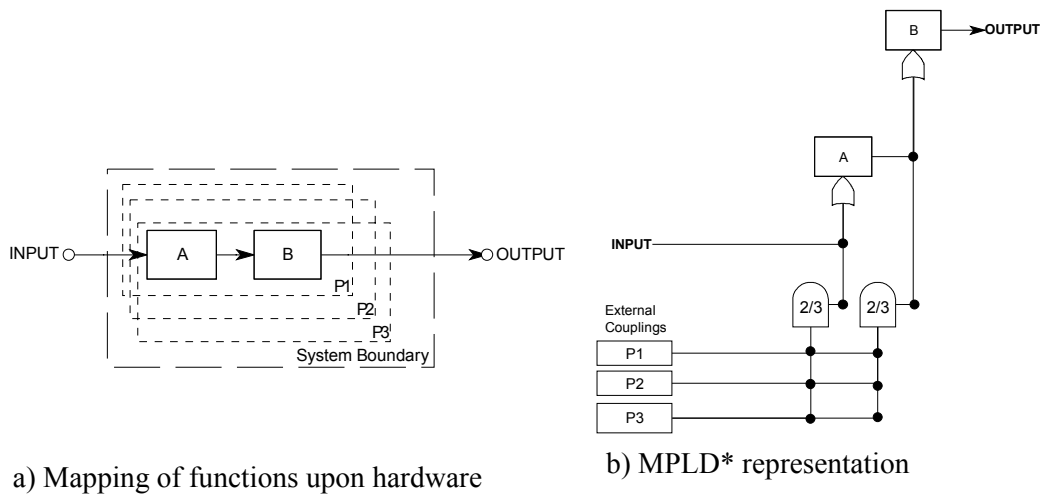 INPUT
A
B
P1
P2
P3
System Boundary
OUTPUT
a) Mapping of functions upon hardware
B
OUTPUT
A
INPUT
2/3
2/3
External
Couplings
P1
P2
P3
b) MPLD* representation